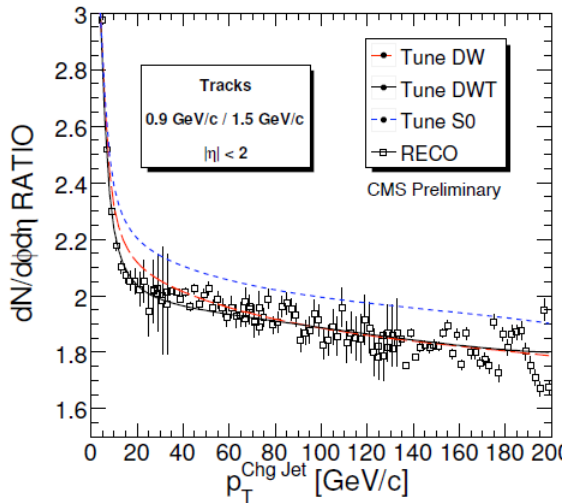 3
2.8
2.6
2.4
2.2
2
1.8
1.6
dN/dϕdη RATIO
Tracks
0.9 GeV/c / 1.5 GeV/c
|η| < 2
Tune DW
Tune DWT
Tune S0
RECO
CMS Preliminary
0 20 40 60 80 100 120 140 160 180 200
p_T^Chg Jet [GeV/c]